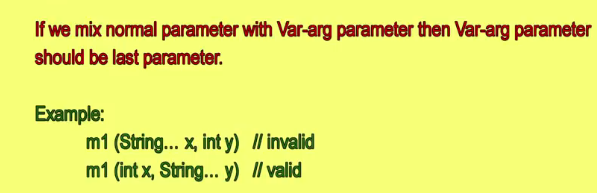 If we mix normal parameter with Var-arg parameter then Var-arg parameter
should be last parameter.
Example:
m1 (String... x, int y) // invalid
m1 (int x, String... y) // valid